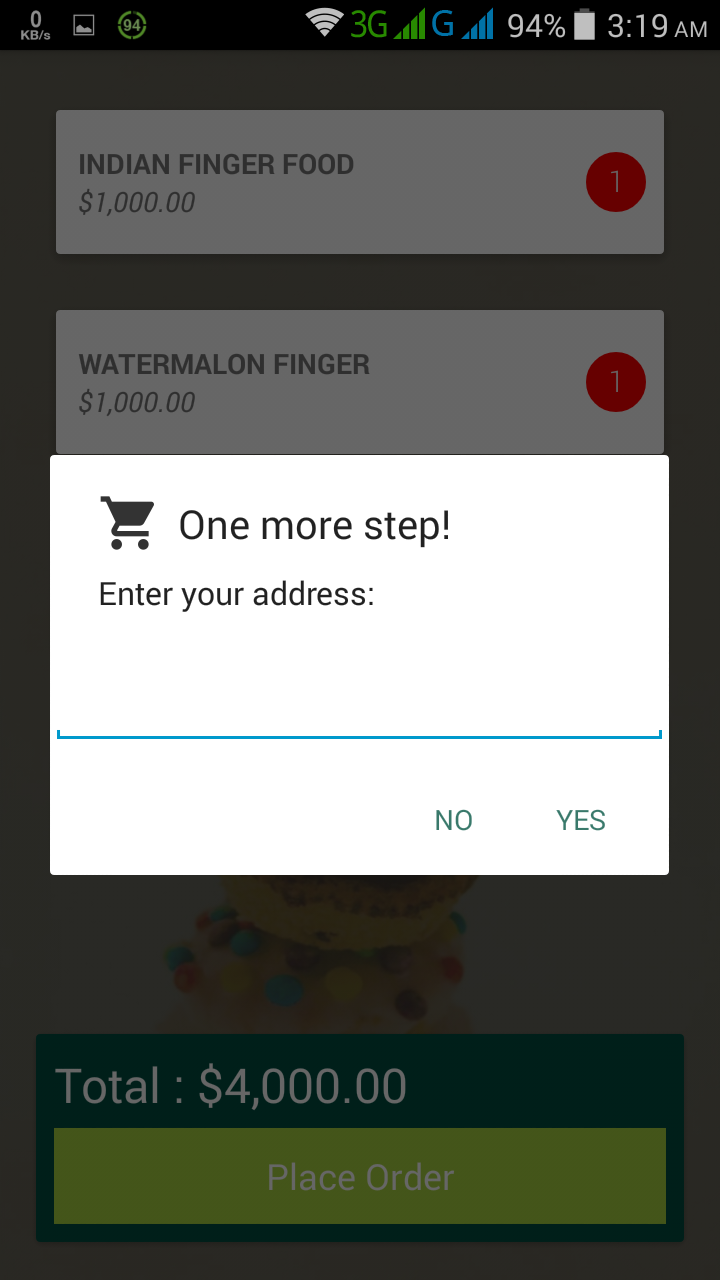 0 KB/s 94 3G G 94% 3:19 AM
INDIAN FINGER FOOD
$1,000.00
1
WATERMALON FINGER
$1,000.00
1
One more step!
Enter your address:
NO YES
Total : $4,000.00
Place Order